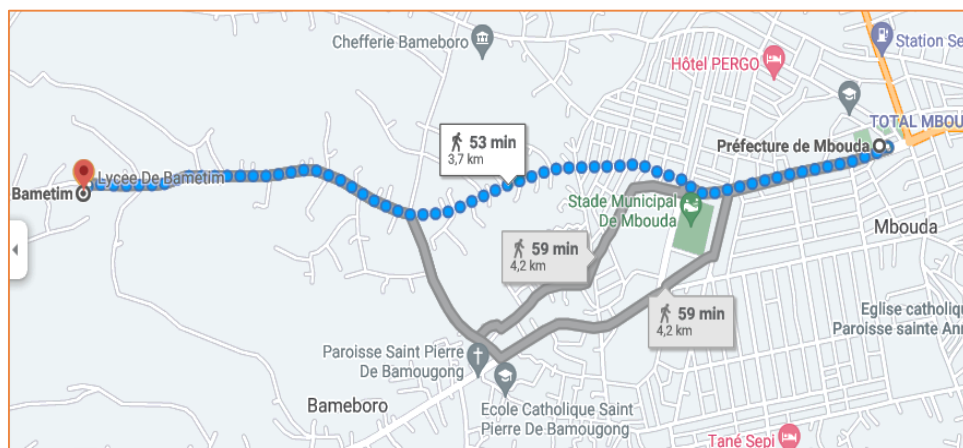 Chefferie Bameboro
Hôtel PERGO
Station Se
TOTAL MBOU
53 min
3,7 km
Préfecture de Mbouda
Lycée De Bametim
Bametim
Stade Municipal
De Mbouda
Mbouda
59 min
4,2 km
59 min
4,2 km
Eglise catholiq
Paroisse sainte Ann
Paroisse Saint Pierre
De Bamougong
Bameboro
Ecole Catholique Saint
Pierre De Bamougong
Tané Sepi